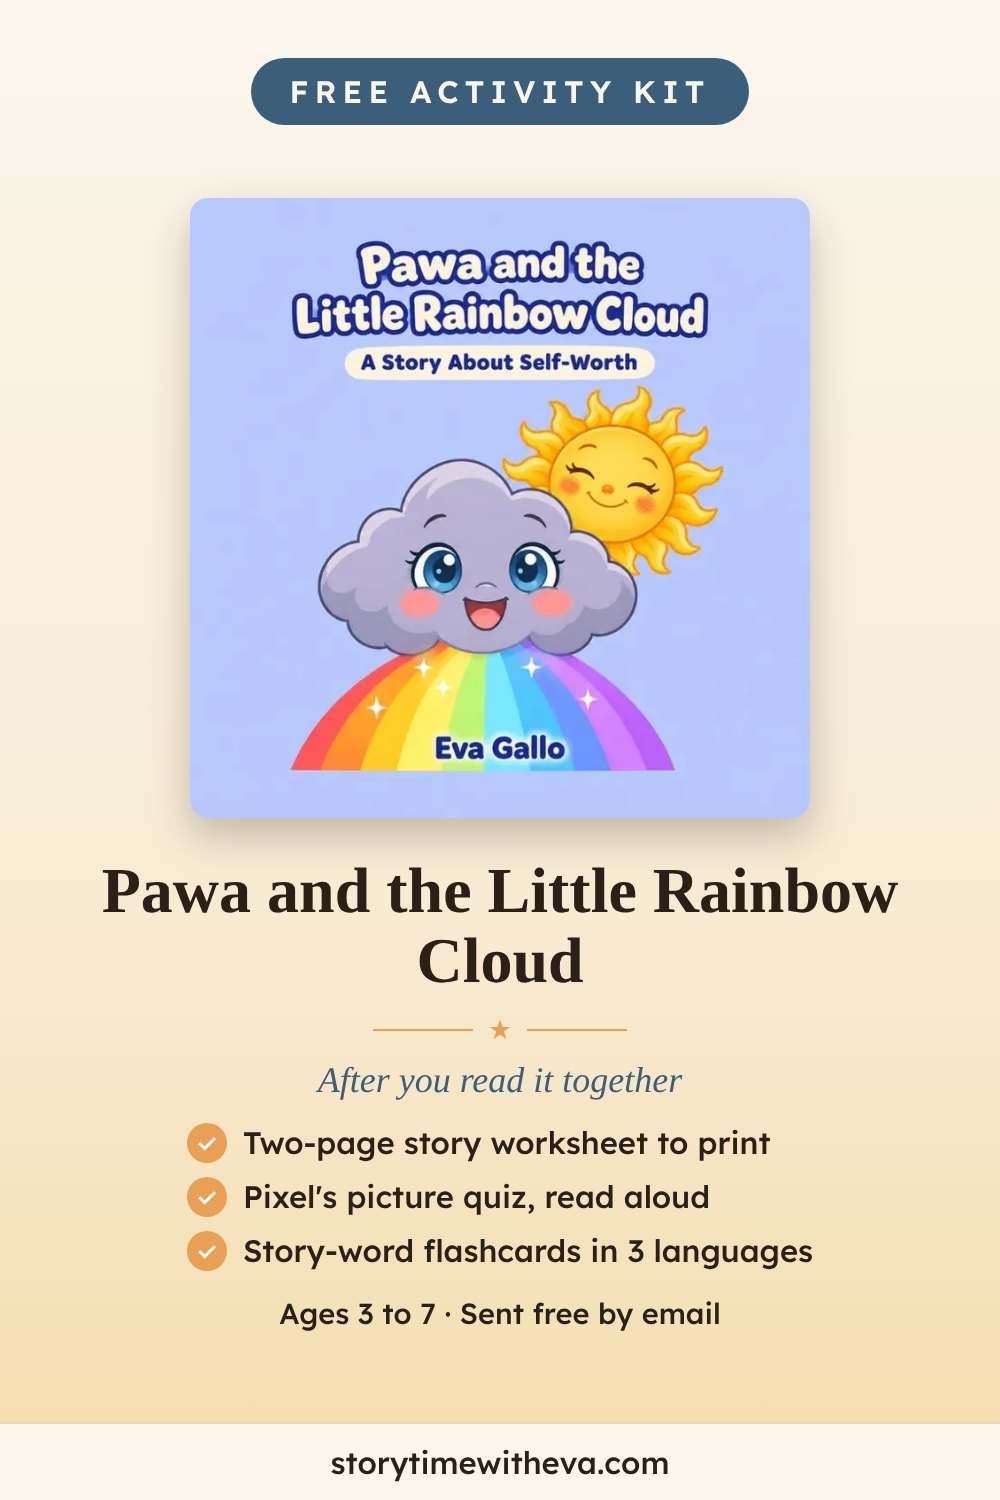 FREE ACTIVITY KIT
Pawa and the
Little Rainbow Cloud
A Story About Self-Worth
Eva Gallo
Pawa and the Little Rainbow
Cloud
After you read it together
Two-page story worksheet to print
Pixel's picture quiz, read aloud
Story-word flashcards in 3 languages
Ages 3 to 7 · Sent free by email
storytimewitheva.com